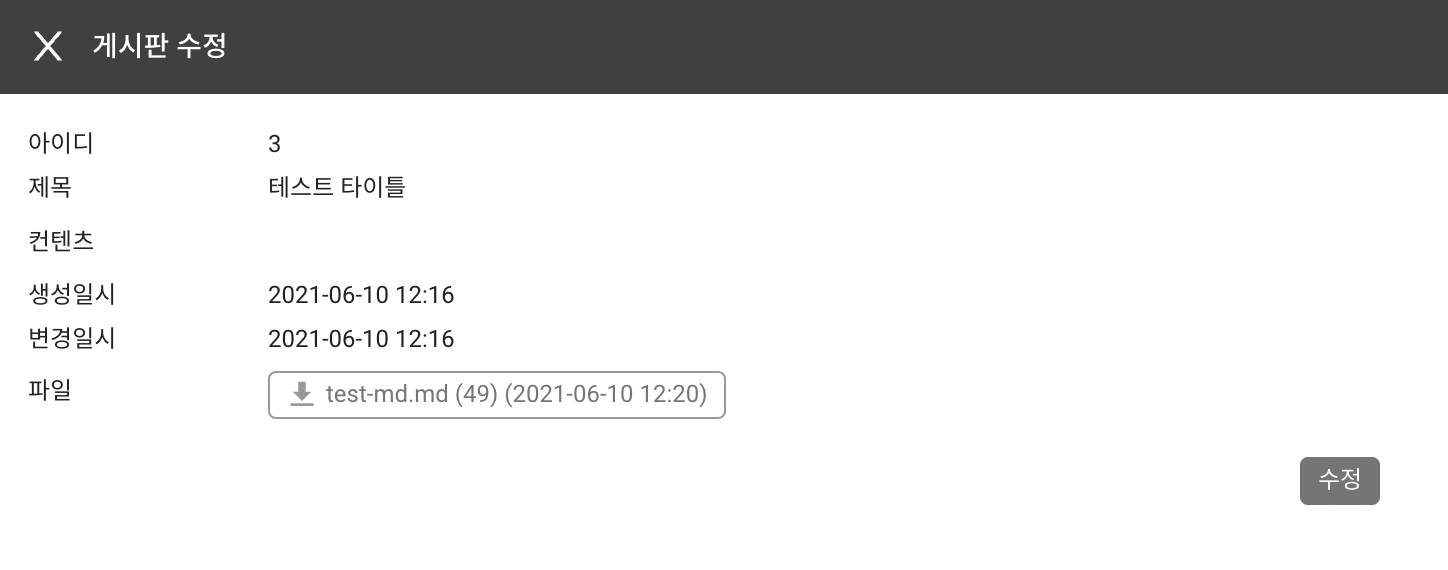 게시판 수정
아이디 3
제목 테스트 타이틀
컨텐츠
생성일시 2021-06-10 12:16
변경일시 2021-06-10 12:16
파일 test-md.md (49) (2021-06-10 12:20)
수정